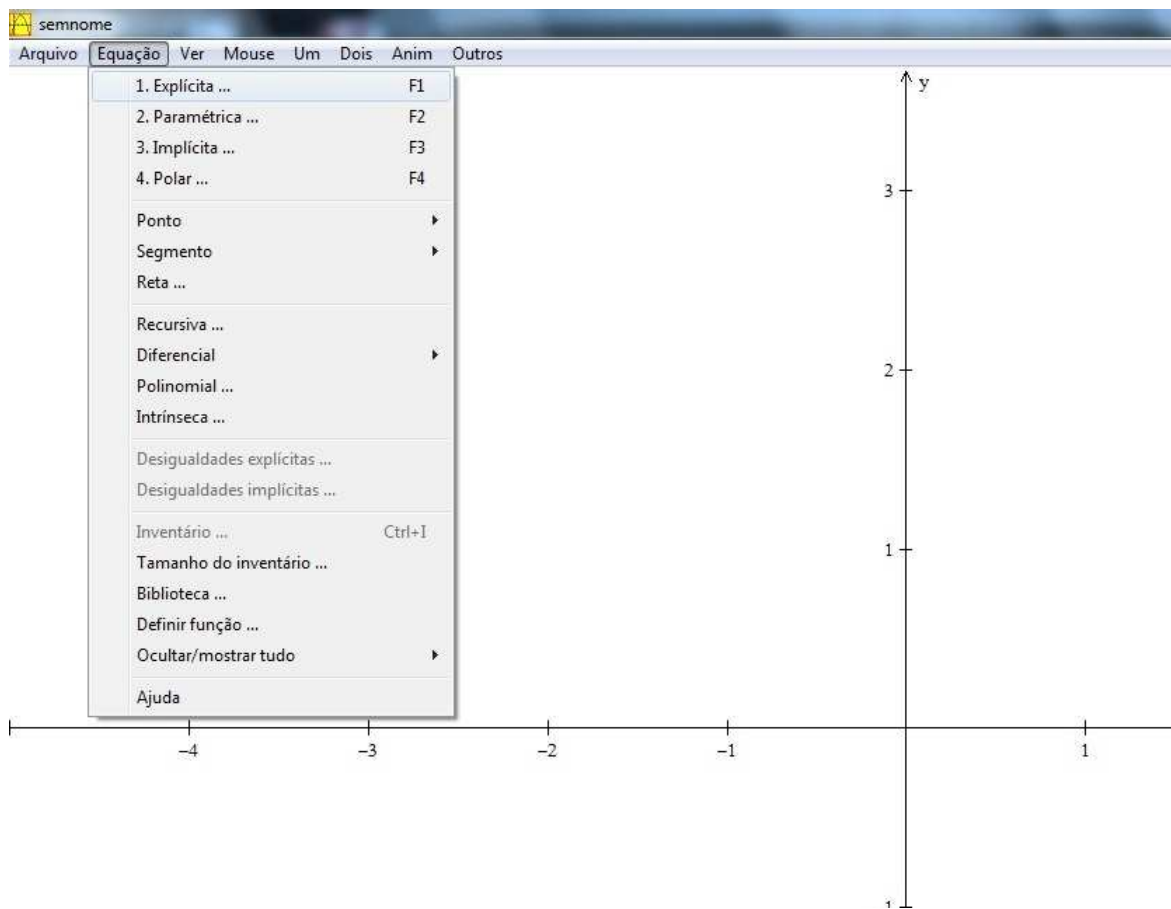 semnome
Arquivo Equação Ver Mouse Um Dois Anim Outros
1. Explícita ... F1
2. Paramétrica ... F2
3. Implícita ... F3
4. Polar ... F4
Ponto
Segmento
Reta ...
Recursiva ...
Diferencial
Polinomial ...
Intrínseca ...
Desigualdades explícitas ...
Desigualdades implícitas ...
Inventário ... Ctrl+I
Tamanho do inventário ...
Biblioteca ...
Definir função ...
Ocultar/mostrar tudo
Ajuda
y
3
2
1
−4 −3 −2 −1 1
−1